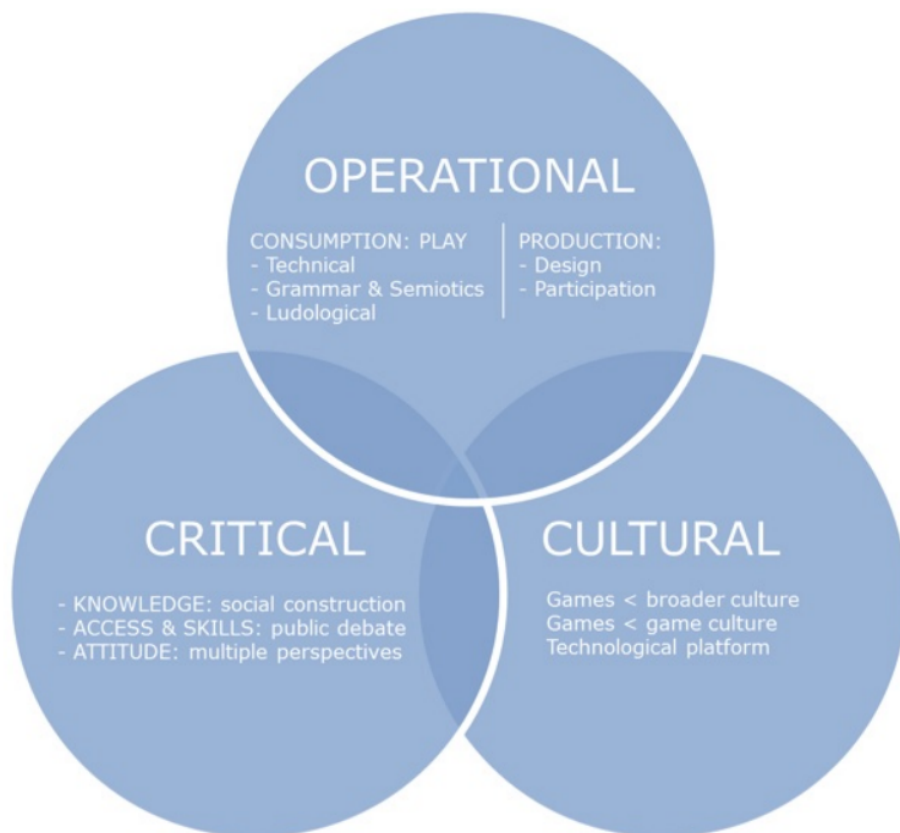 OPERATIONAL
CONSUMPTION: PLAY
- Technical
- Grammar & Semiotics
- Ludological
PRODUCTION:
- Design
- Participation
CRITICAL
- KNOWLEDGE: social construction
- ACCESS & SKILLS: public debate
- ATTITUDE: multiple perspectives
CULTURAL
Games < broader culture
Games < game culture
Technological platform